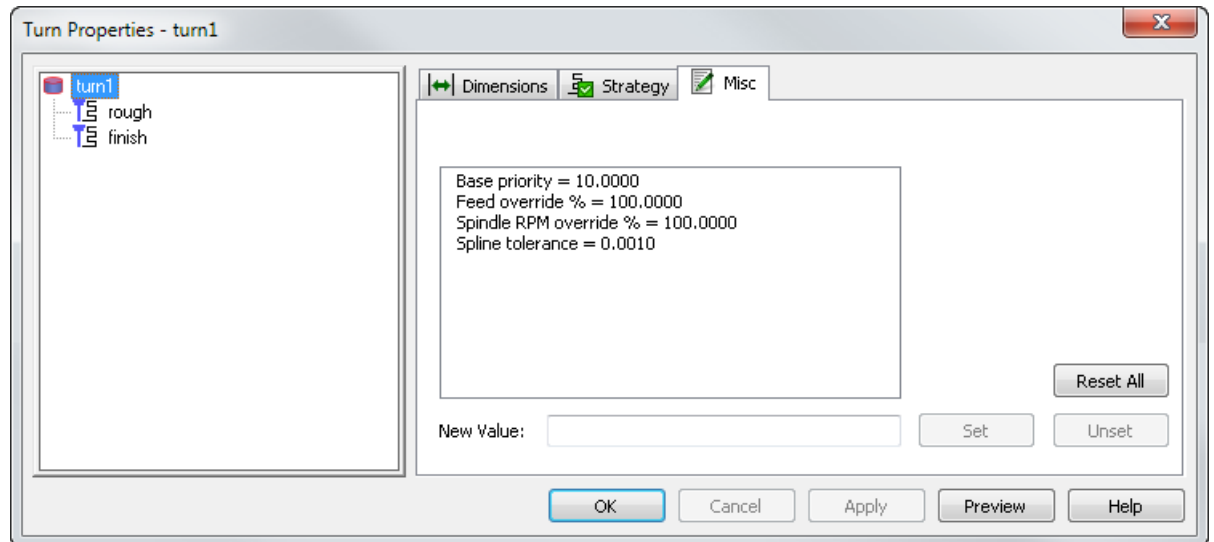 Turn Properties - turn1
turn1
rough
finish
Dimensions Strategy Misc
Base priority = 10.0000
Feed override % = 100.0000
Spindle RPM override % = 100.0000
Spline tolerance = 0.0010
Reset All
New Value: Set Unset
OK Cancel Apply Preview Help